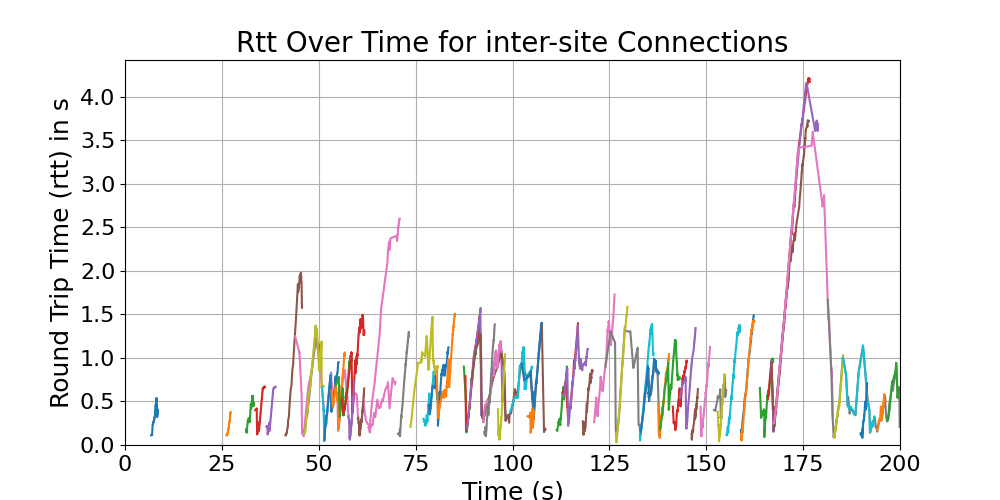 Rtt Over Time for inter-site Connections
Round Trip Time (rtt) in s
4.0
3.5
3.0
2.5
2.0
1.5
1.0
0.5
0.0
0 25 50 75 100 125 150 175 200
Time (s)